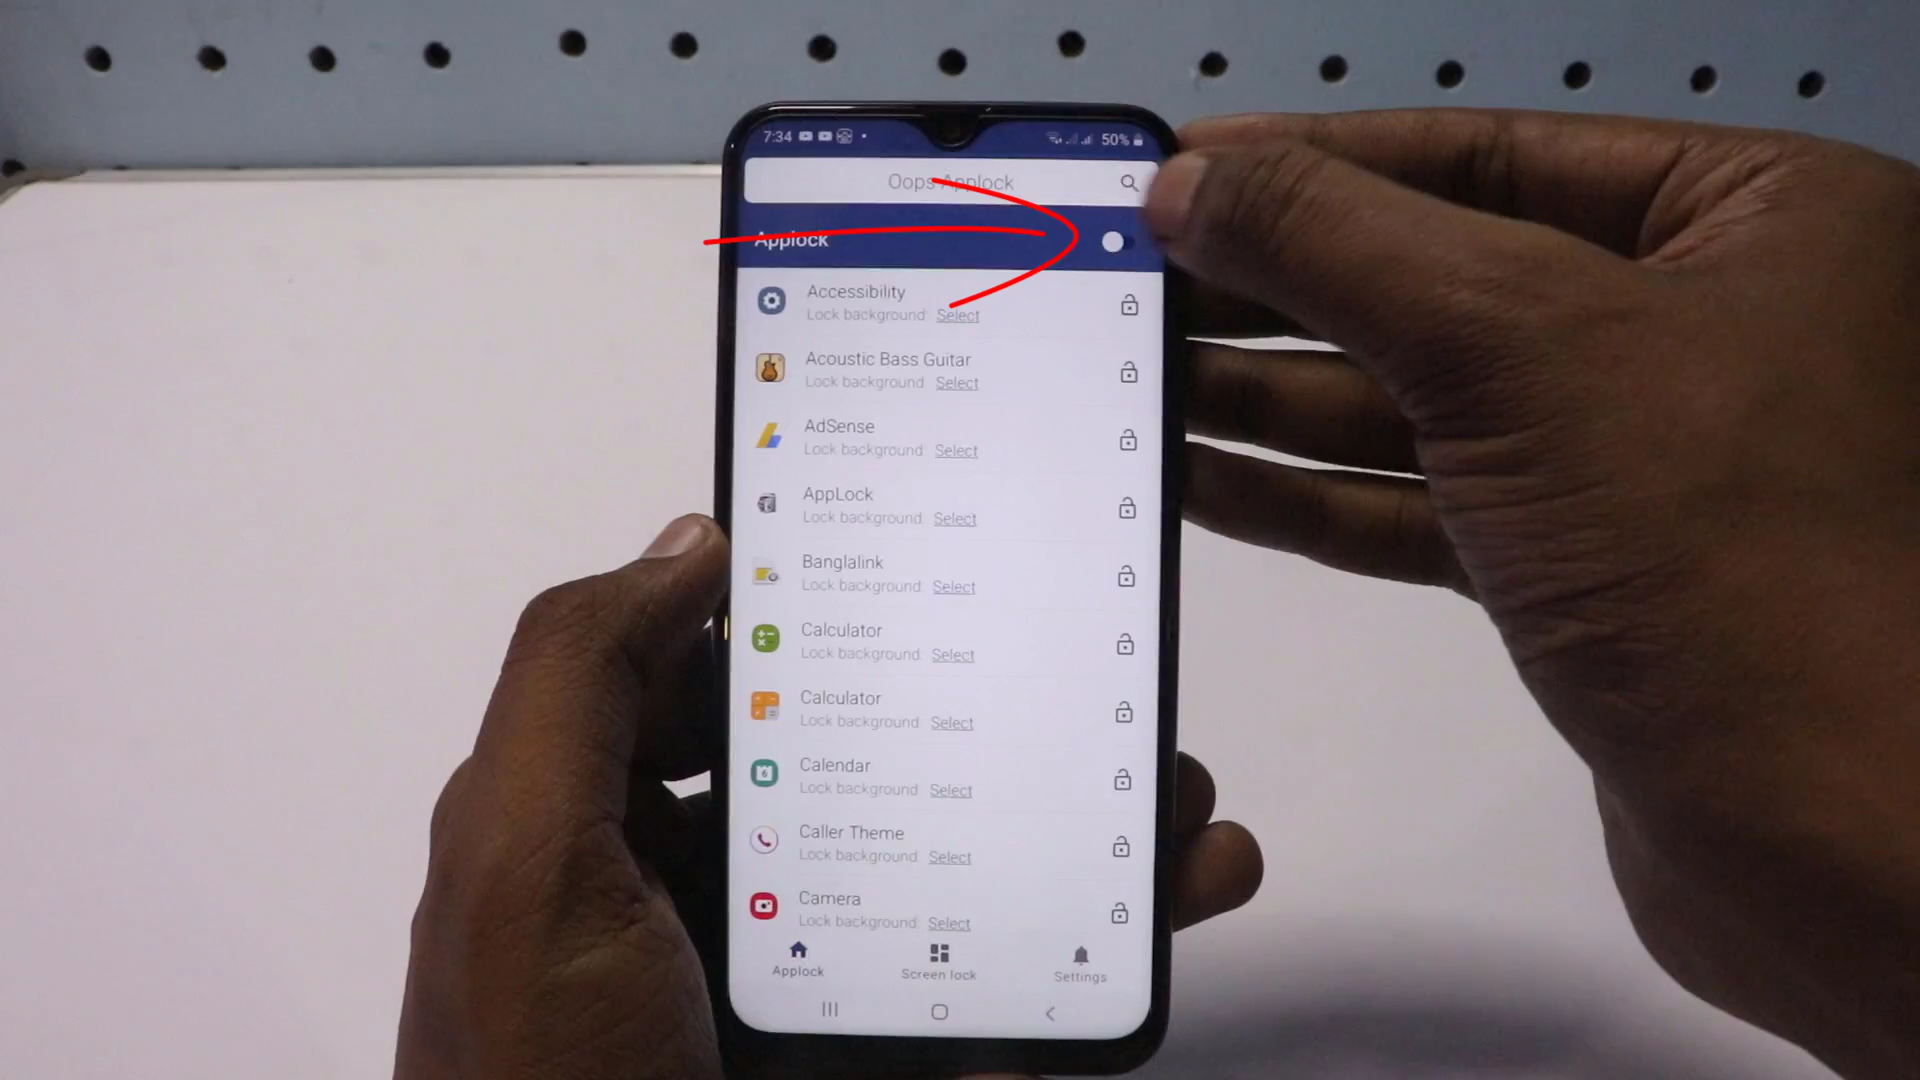 7:34 50%
Oops Applock
Applock
Accessibility
Lock background: Select
Acoustic Bass Guitar
Lock background: Select
AdSense
Lock background: Select
AppLock
Lock background: Select
Banglalink
Lock background: Select
Calculator
Lock background: Select
Calculator
Lock background: Select
Calendar
Lock background: Select
Caller Theme
Lock background: Select
Camera
Lock background: Select
Applock Screen lock Settings